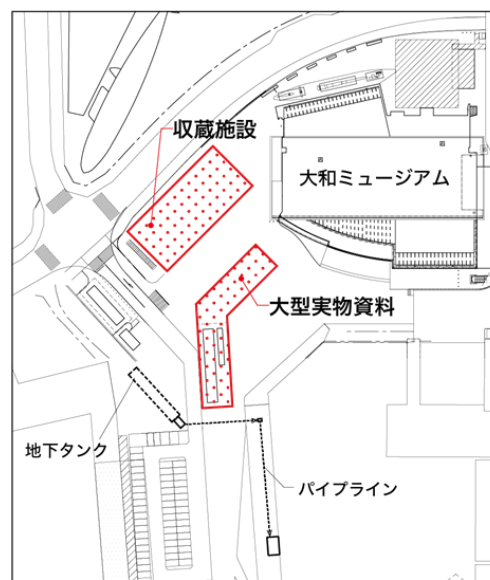 収蔵施設
大和ミュージアム
大型実物資料
地下タンク
パイプライン